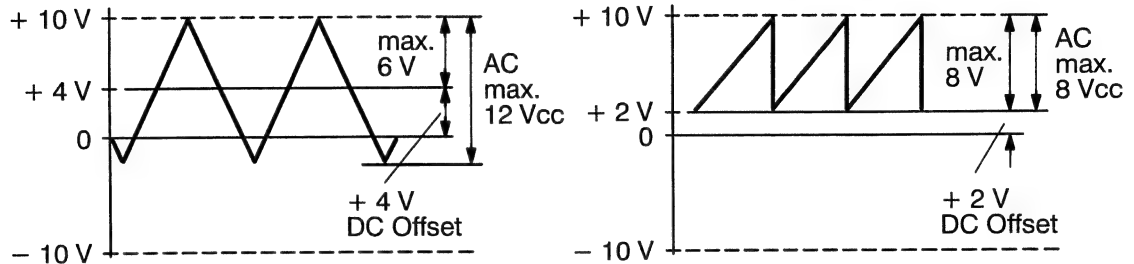 + 10 V
max.
6 V
AC
max.
12 Vcc
+ 4 V
0
+ 4 V
DC Offset
− 10 V
+ 10 V
max.
8 V
AC
max.
8 Vcc
+ 2 V
0
+ 2 V
DC Offset
− 10 V